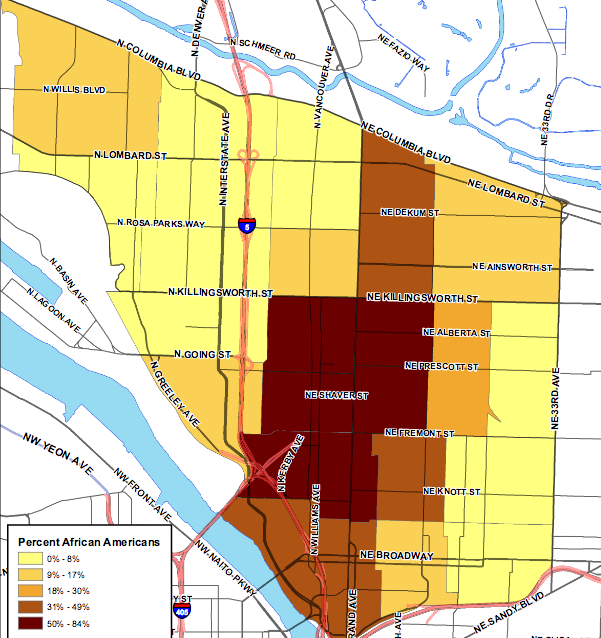 N DENVER A
N SCHMEER RD
NE FAZIO WAY
N COLUMBIA BLVD
N VANCOUVER AVE
N WILLIS BLVD
NE 33RD DR
N INTERSTATE AVE
NE COLUMBIA BLVD
N LOMBARD ST
NE LOMBARD ST
NE DEKUM ST
N ROSA PARKS WAY
5
N BASIN AVE
NE AINSWORTH ST
N LAGOON AVE
N KILLINGSWORTH ST
NE KILLINGSWORTH ST
NE ALBERTA ST
N GOING ST
NE PRESCOTT ST
N GREELEY AVE
NE SHAVER ST
NE 33RD AVE
NW YEON AVE
NE FREMONT ST
N KERBY AVE
NW FRONT AVE
NE KNOTT ST
N WILLIAMS AVE
Percent African Americans
0% - 8%
9% - 17%
18% - 30%
31% - 49%
50% - 84%
NW NAITO PKWY
NE BROADWAY
Y ST
405
RAND AVE
H AVE
NE SANDY BLVD